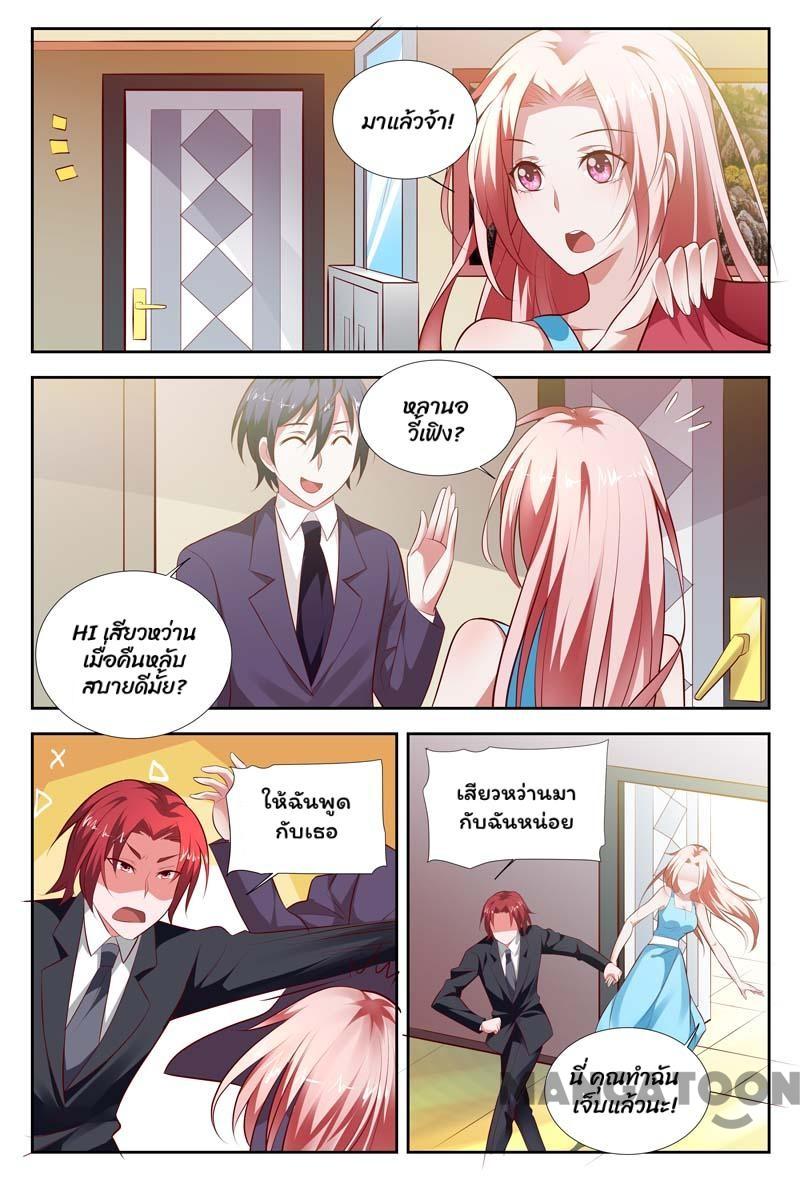 มาแล้วจ้า!
หลานอ
วี้เฟิง?
HI เสียวหว่าน
เมื่อคืนหลับ
สบายดีมั้ย?
ให้ฉันพูด
กับเธอ
เสียวหว่านมา
กับฉันหน่อย
นี่ คุณทำฉัน
เจ็บแล้วนะ!
MANGATOON